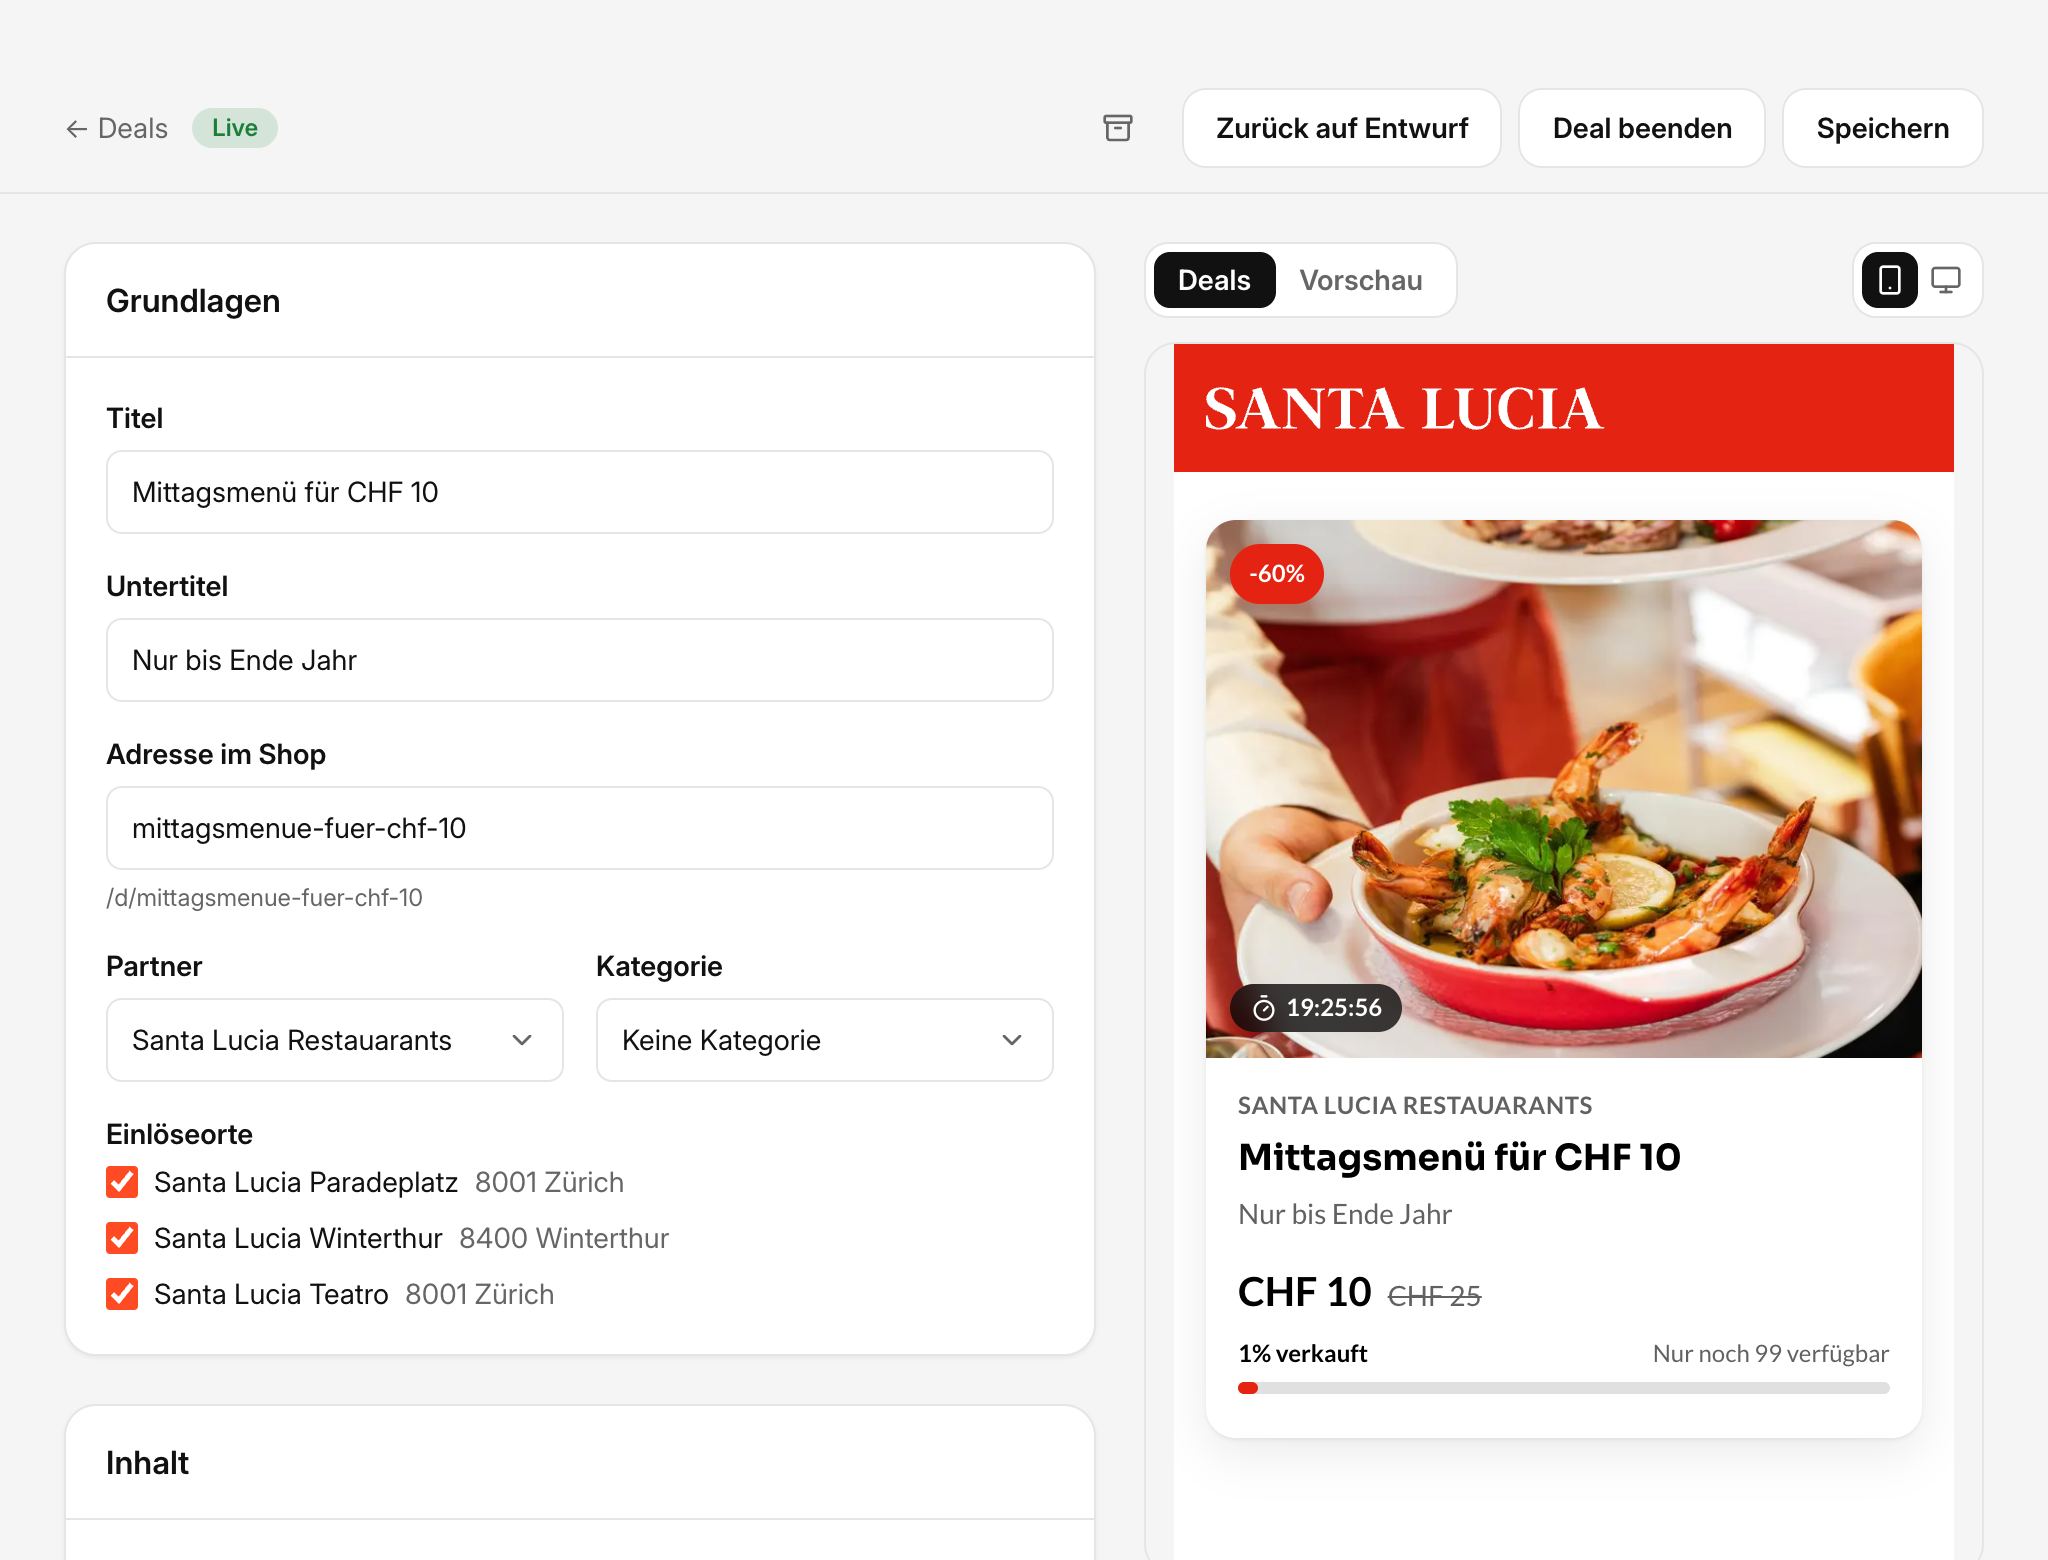 Deals
Live
Zurück auf Entwurf
Deal beenden
Speichern
Grundlagen
Titel
Mittagsmenü für CHF 10
Untertitel
Nur bis Ende Jahr
Adresse im Shop
mittagsmenue-fuer-chf-10
/d/mittagsmenue-fuer-chf-10
Partner
Kategorie
Santa Lucia Restauarants
Keine Kategorie
Einlöseorte
Santa Lucia Paradeplatz 8001 Zürich
Santa Lucia Winterthur 8400 Winterthur
Santa Lucia Teatro 8001 Zürich
Inhalt
Deals
Vorschau
SANTA LUCIA
-60%
19:25:56
SANTA LUCIA RESTAUARANTS
Mittagsmenü für CHF 10
Nur bis Ende Jahr
CHF 10 CHF 25
1% verkauft
Nur noch 99 verfügbar